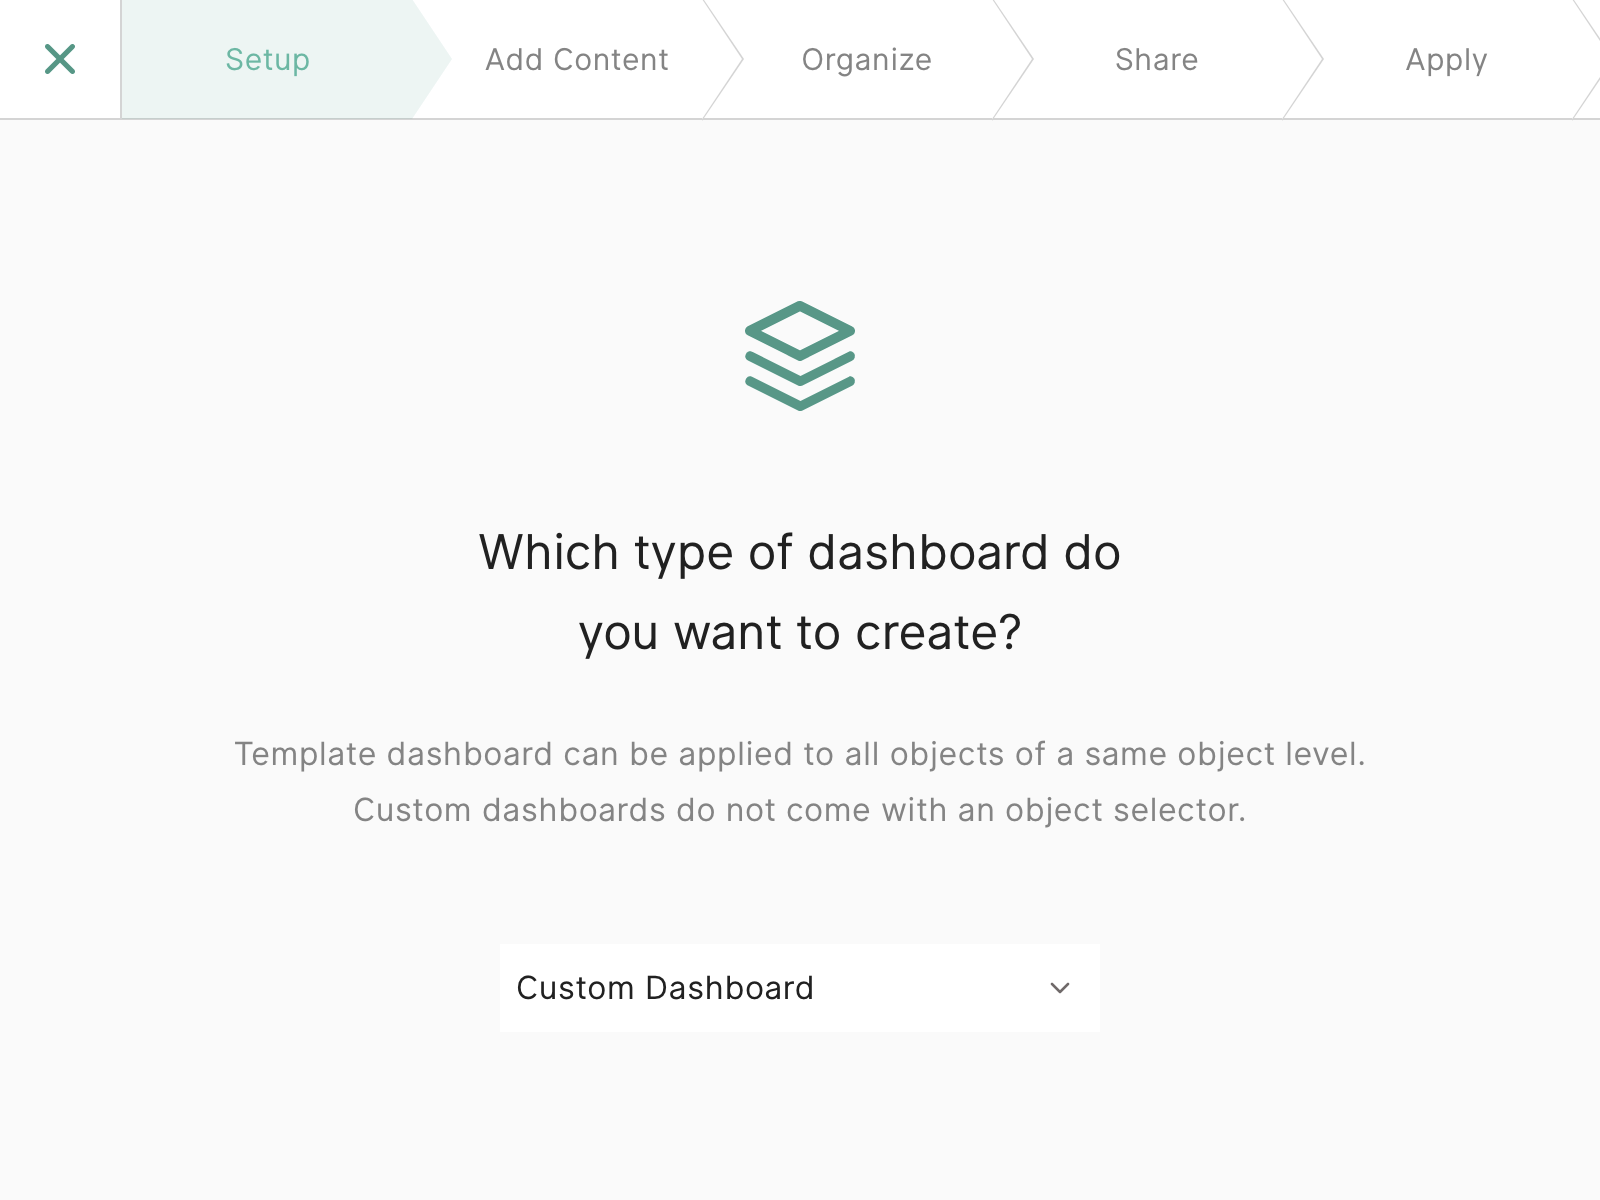 Setup
Add Content
Organize
Share
Apply
Which type of dashboard do
you want to create?
Template dashboard can be applied to all objects of a same object level.
Custom dashboards do not come with an object selector.
Custom Dashboard